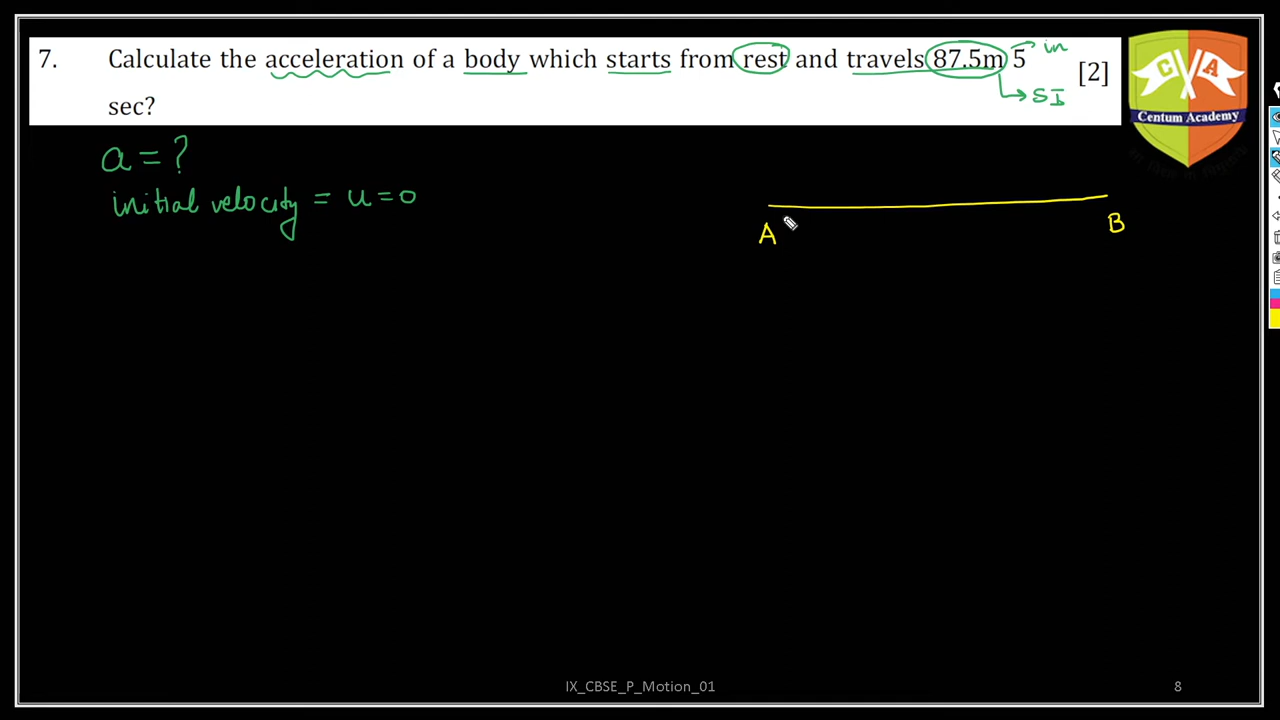 7. Calculate the acceleration of a body which starts from rest and travels 87.5m 5 in [2]
→ SI
sec?
C A
Centum Academy
a = ?
initial velocity = u = 0
A B
IX_CBSE_P_Motion_01 8